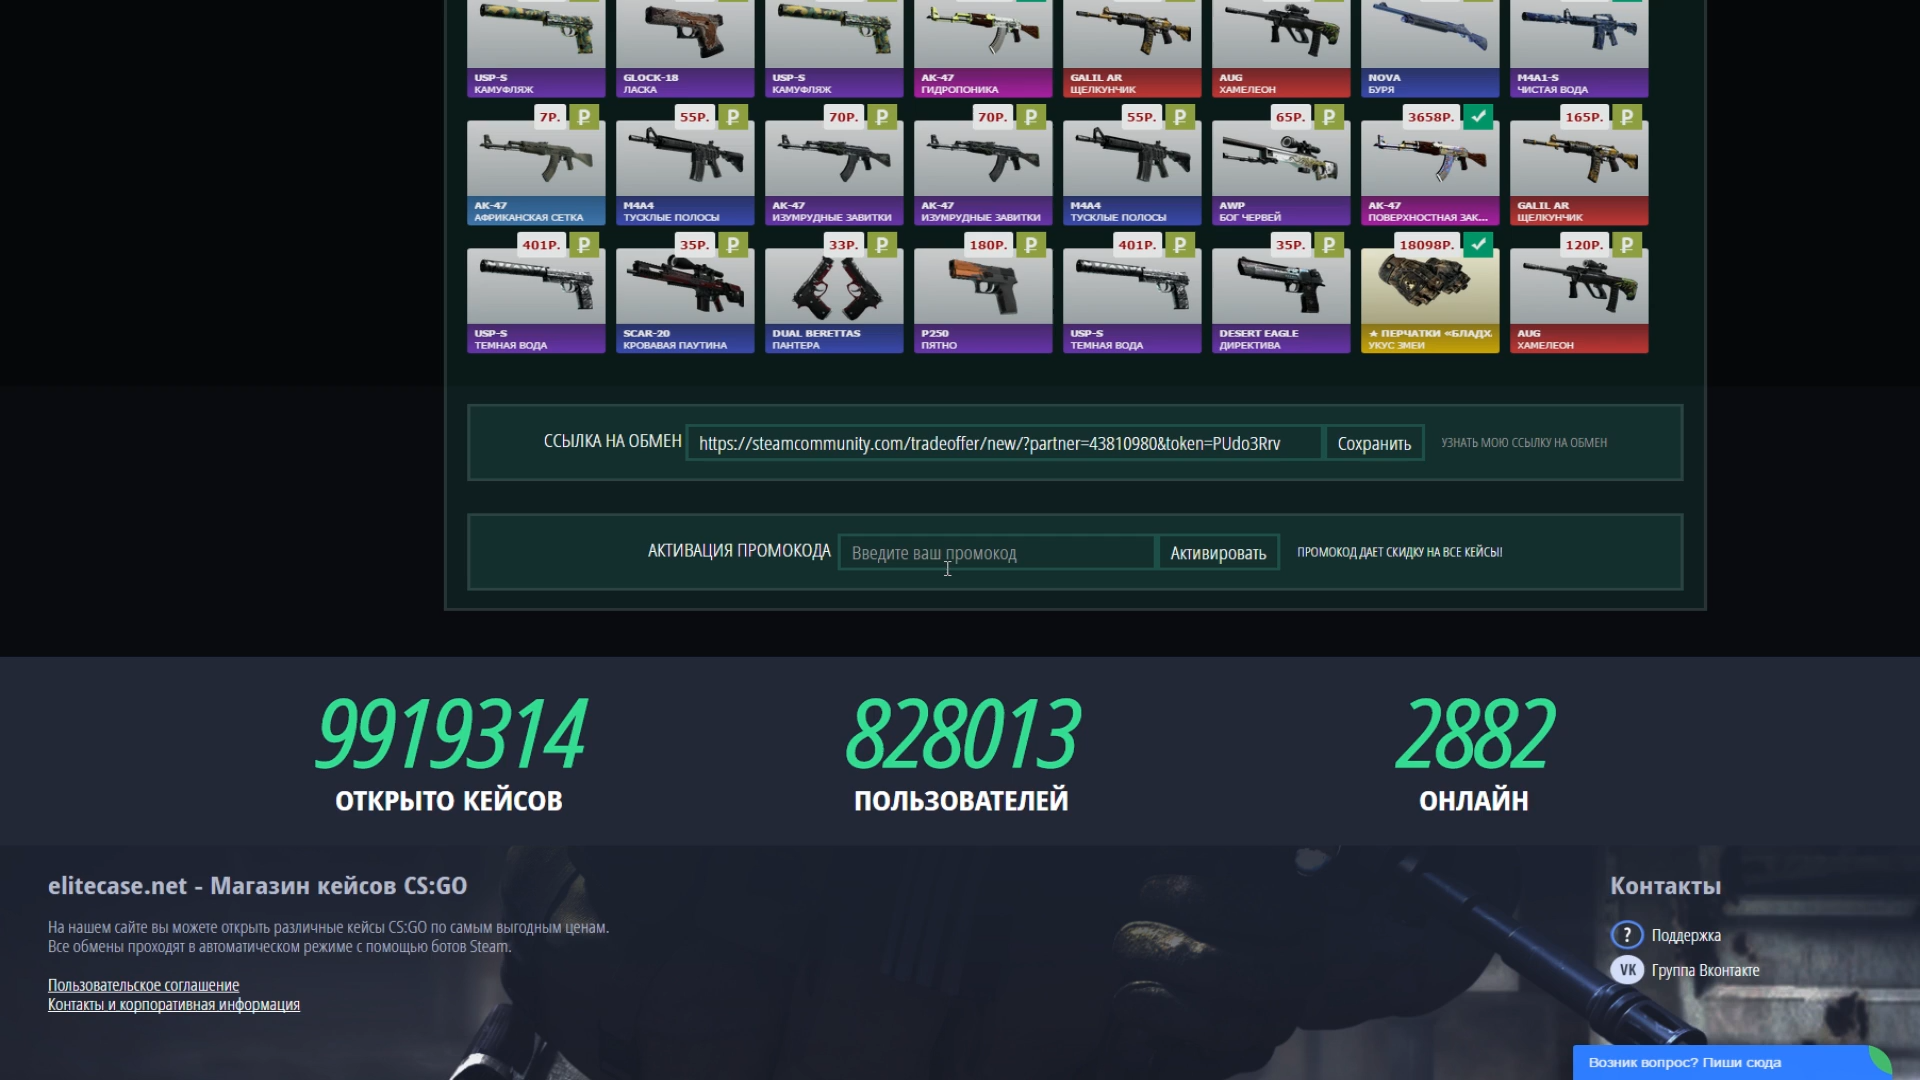 USP-S
КАМУФЛЯЖ
GLOCK-18
ЛАСКА
USP-S
КАМУФЛЯЖ
AK-47
ГИДРОПОНИКА
GALIL AR
ЩЕЛКУНЧИК
AUG
ХАМЕЛЕОН
NOVA
БУРЯ
M4A1-S
ЧИСТАЯ ВОДА
7Р.
AK-47
АФРИКАНСКАЯ СЕТКА
55Р.
M4A4
ТУСКЛЫЕ ПОЛОСЫ
70Р.
AK-47
ИЗУМРУДНЫЕ ЗАВИТКИ
70Р.
AK-47
ИЗУМРУДНЫЕ ЗАВИТКИ
55Р.
M4A4
ТУСКЛЫЕ ПОЛОСЫ
65Р.
AWP
БОГ ЧЕРВЕЙ
3658Р.
AK-47
ПОВЕРХНОСТНАЯ ЗАК...
165Р.
GALIL AR
ЩЕЛКУНЧИК
401Р.
USP-S
ТЕМНАЯ ВОДА
35Р.
SCAR-20
КРОВАВАЯ ПАУТИНА
33Р.
DUAL BERETTAS
ПАНТЕРА
180Р.
P250
ПЯТНО
401Р.
USP-S
ТЕМНАЯ ВОДА
35Р.
DESERT EAGLE
ДИРЕКТИВА
18098Р.
★ ПЕРЧАТКИ «БЛАДХ
УКУС ЗМЕИ
120Р.
AUG
ХАМЕЛЕОН
ССЫЛКА НА ОБМЕН https://steamcommunity.com/tradeoffer/new/?partner=43810980&token=PUdo3Rrv Сохранить УЗНАТЬ МОЮ ССЫЛКУ НА ОБМЕН
АКТИВАЦИЯ ПРОМОКОДА Введите ваш промокод Активировать ПРОМОКОД ДАЕТ СКИДКУ НА ВСЕ КЕЙСЫ!
9919314
ОТКРЫТО КЕЙСОВ
828013
ПОЛЬЗОВАТЕЛЕЙ
2882
ОНЛАЙН
elitecase.net - Магазин кейсов CS:GO
На нашем сайте вы можете открыть различные кейсы CS:GO по самым выгодным ценам.
Все обмены проходят в автоматическом режиме с помощью ботов Steam.
Пользовательское соглашение
Контакты и корпоративная информация
Контакты
? Поддержка
VK Группа Вконтакте
Возник вопрос? Пиши сюда